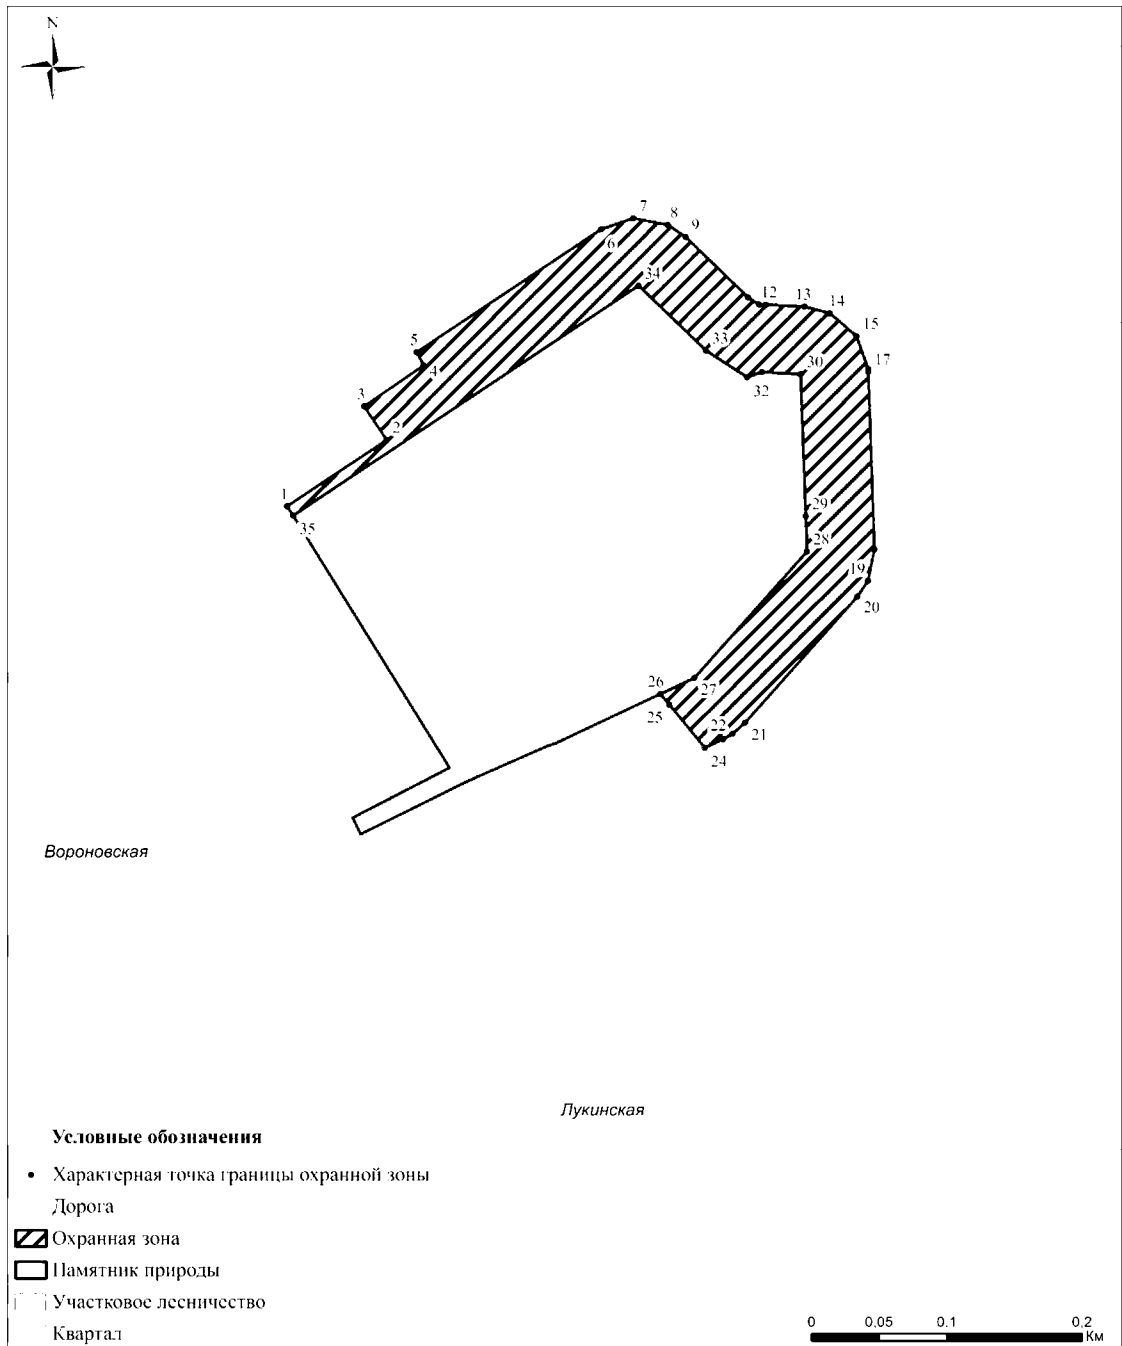 N
7
8
9
6
34
12
13
14
15
5
33
17
4
30
32
3
2
1
29
35
28
19
20
26
27
25
22
21
24
Вороновская
Лукинская
Условные обозначения
Характерная точка границы охранной зоны
Дорога
Охранная зона
Памятник природы
Участковое лесничество
Квартал
0 0,05 0,1 0,2
Км